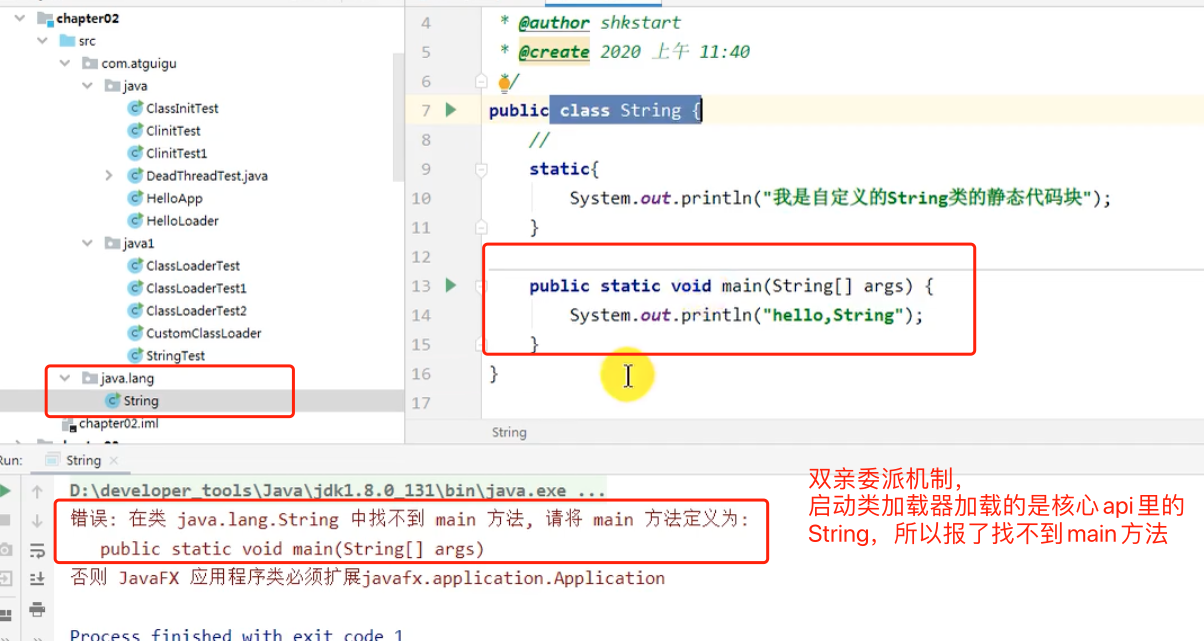 chapter02
src
com.atguigu
java
ClassInitTest
ClinitTest
ClinitTest1
DeadThreadTest.java
HelloApp
HelloLoader
java1
ClassLoaderTest
ClassLoaderTest1
ClassLoaderTest2
CustomClassLoader
StringTest
java.lang
String
chapter02.iml
4 * @author shkstart
5 * @create 2020 上午 11:40
6 */
7 public class String {
8 //
9 static{
10 System.out.println("我是自定义的String类的静态代码块");
11 }
12
13 public static void main(String[] args) {
14 System.out.println("hello,String");
15 }
16 }
17
String
Run: String
D:\developer_tools\Java\jdk1.8.0_131\bin\java.exe ...
错误: 在类 java.lang.String 中找不到 main 方法, 请将 main 方法定义为:
public static void main(String[] args)
否则 JavaFX 应用程序类必须扩展javafx.application.Application
Process finished with exit code 1
双亲委派机制，
启动类加载器加载的是核心api里的
String，所以报了找不到main方法